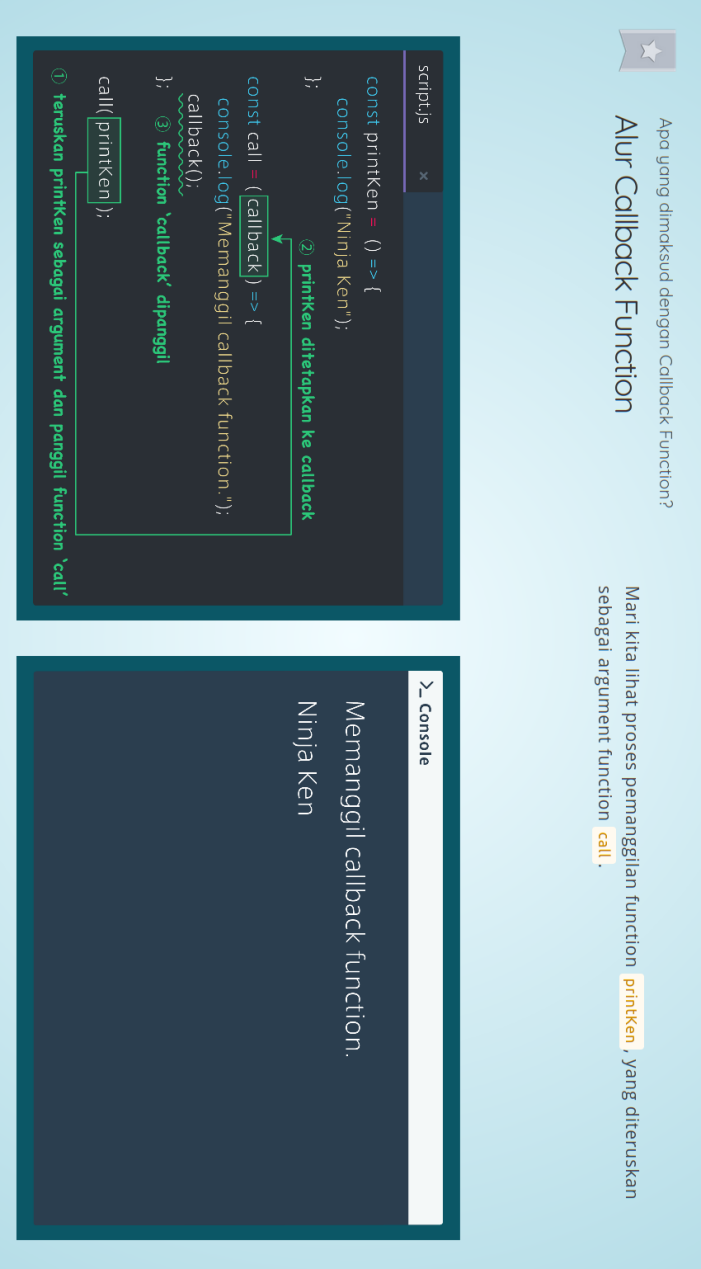 Apa yang dimaksud dengan Callback Function?
Alur Callback Function
Mari kita lihat proses pemanggilan function printKen, yang diteruskan
sebagai argument function call.
script.js ×
const printKen = () => {
console.log("Ninja Ken");
};
② printKen ditetapkan ke callback
const call = ( callback ) => {
console.log("Memanggil callback function.");
callback();
③ function ‘callback’ dipanggil
};
call( printKen );
① teruskan printKen sebagai argument dan panggil function ‘call’
>_ Console
Memanggil callback function.
Ninja Ken